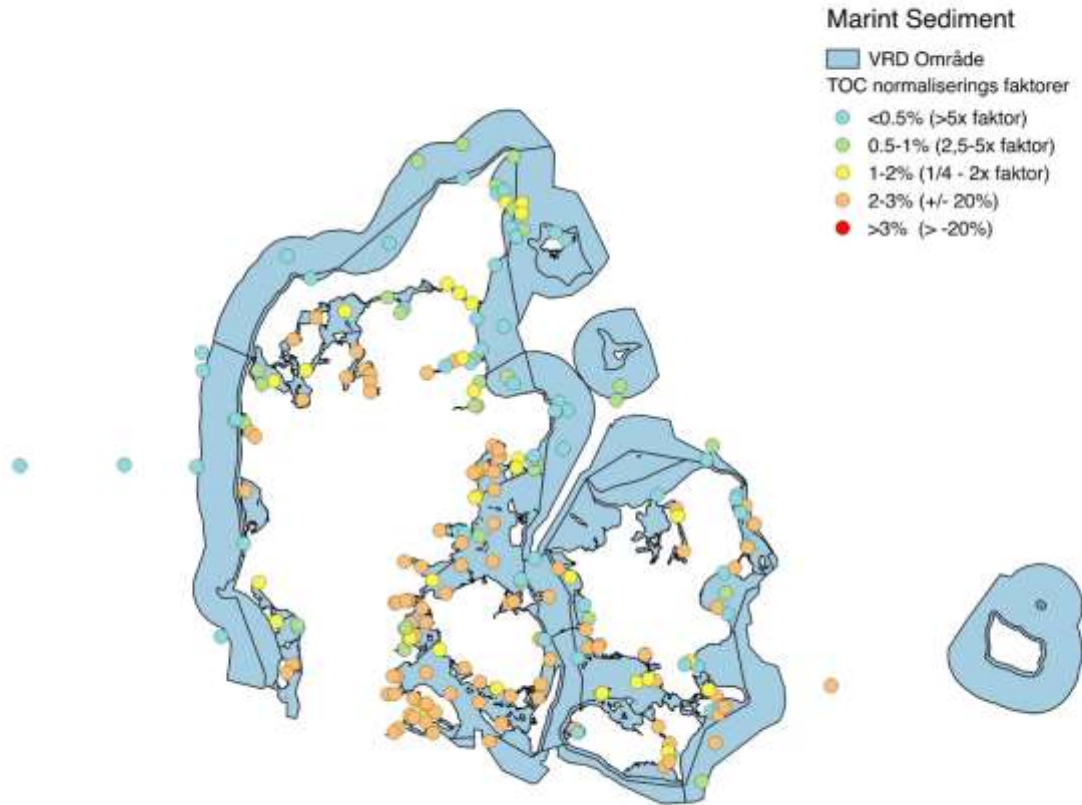 Marint Sediment
VRD Område
TOC normaliserings faktorer
<0.5% (>5x faktor)
0.5-1% (2,5-5x faktor)
1-2% (1/4 - 2x faktor)
2-3% (+/- 20%)
>3% (> -20%)